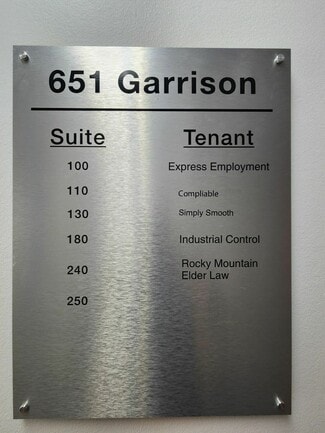 651 Garrison
Suite Tenant
100 Express Employment
110 Compliable
130 Simply Smooth
180 Industrial Control
240 Rocky Mountain
Elder Law
250